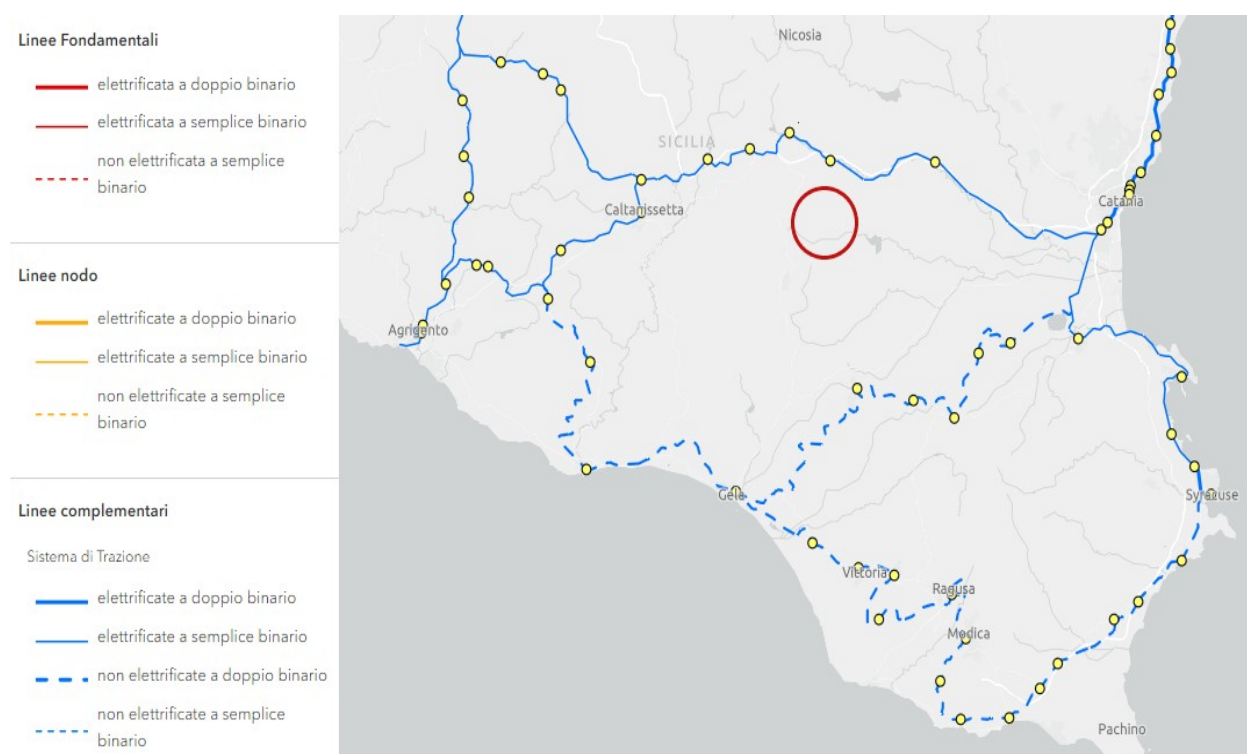 Linee Fondamentali
elettrificata a doppio binario
elettrificata a semplice binario
non elettrificata a semplice
binario
Linee nodo
elettrificate a doppio binario
elettrificate a semplice binario
non elettrificate a semplice
binario
Linee complementari
Sistema di Trazione
elettrificate a doppio binario
elettrificate a semplice binario
non elettrificate a doppio binario
non elettrificate a semplice
binario
Nicosia
SICILIA
Caltanissetta
Catania
Agrigento
Gela
Syracuse
Vittoria
Ragusa
Modica
Pachino